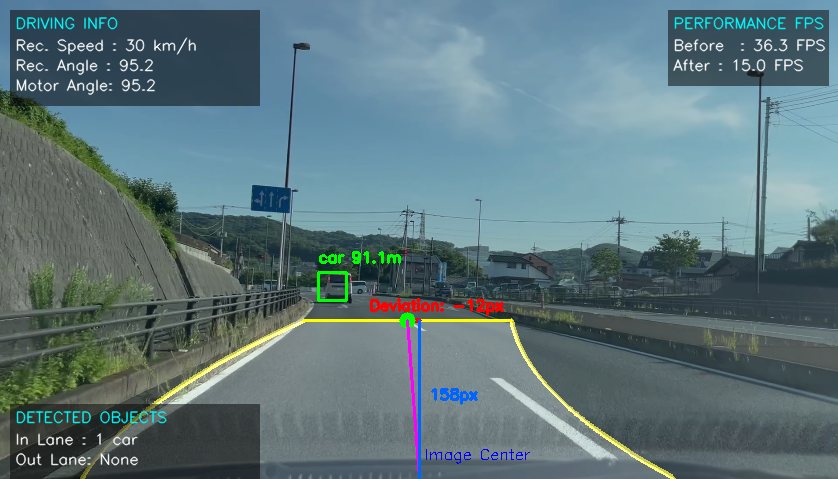 DRIVING INFO
Rec. Speed : 30 km/h
Rec. Angle : 95.2
Motor Angle: 95.2
PERFORMANCE FPS
Before : 36.3 FPS
After : 15.0 FPS
car 91.1m
Deviation: -12px
158px
Image Center
DETECTED OBJECTS
In Lane : 1 car
Out Lane: None